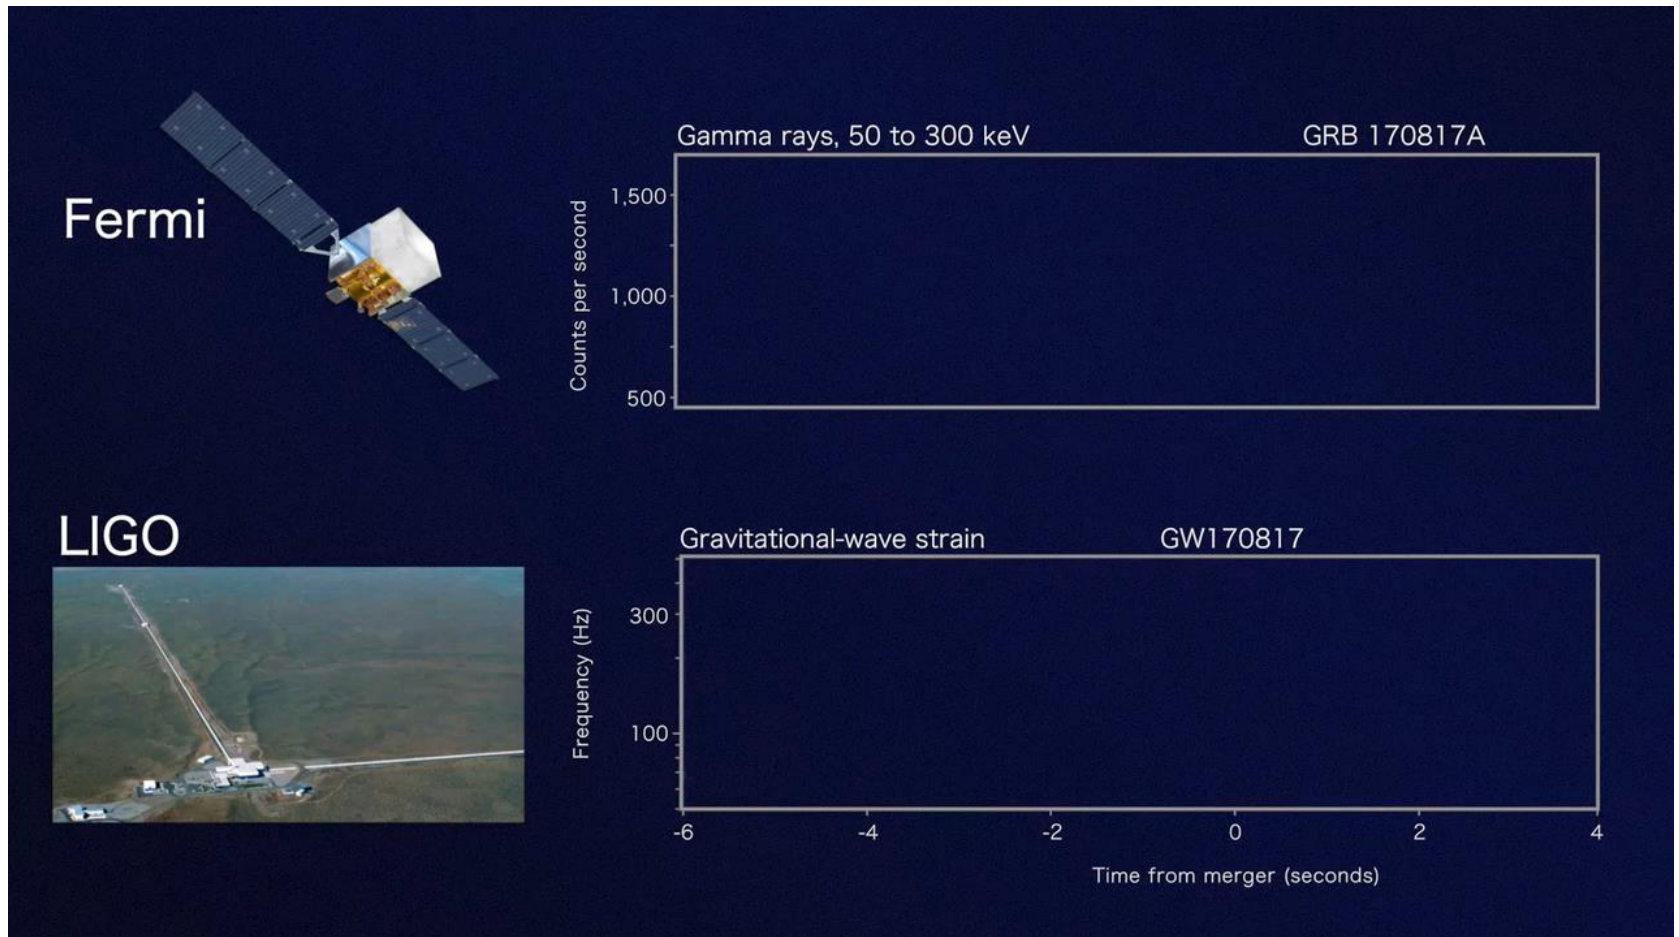 Fermi
Gamma rays, 50 to 300 keV
GRB 170817A
Counts per second
1,500
1,000
500
LIGO
Gravitational-wave strain
GW170817
Frequency (Hz)
300
100
-6
-4
-2
0
2
4
Time from merger (seconds)